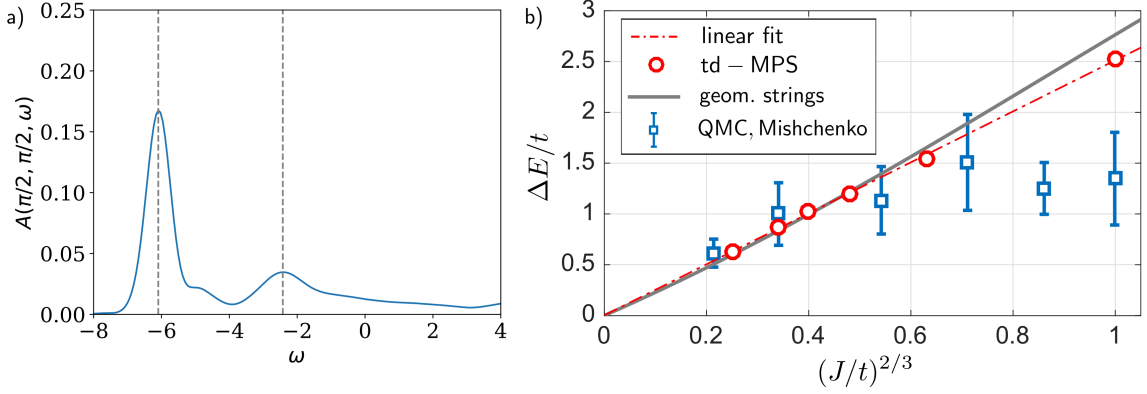 a)
A(π/2, π/2, ω)
0.25
0.20
0.15
0.10
0.05
0.00
−8 −6 −4 −2 0 2 4
ω
b)
ΔE/t
3
2.5
2
1.5
1
0.5
0
0 0.2 0.4 0.6 0.8 1
(J/t)^{2/3}
linear fit
td − MPS
geom. strings
QMC, Mishchenko